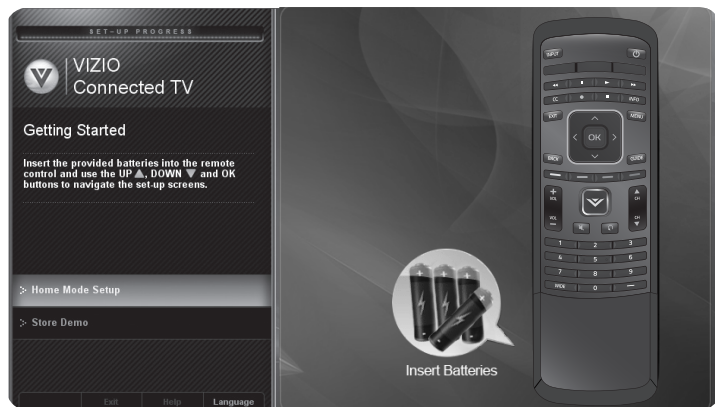 SET-UP PROGRESS
VIZIO
Connected TV
Getting Started
Insert the provided batteries into the remote
control and use the UP ▲, DOWN ▼ and OK
buttons to navigate the set-up screens.
Home Mode Setup
Store Demo
Exit Help Language
Insert Batteries
INPUT
CC INFO
EXIT MENU
OK
BACK GUIDE
+ VOL CH
VOL - CH
1 2 3
4 5 6
7 8 9
WIDE 0 —